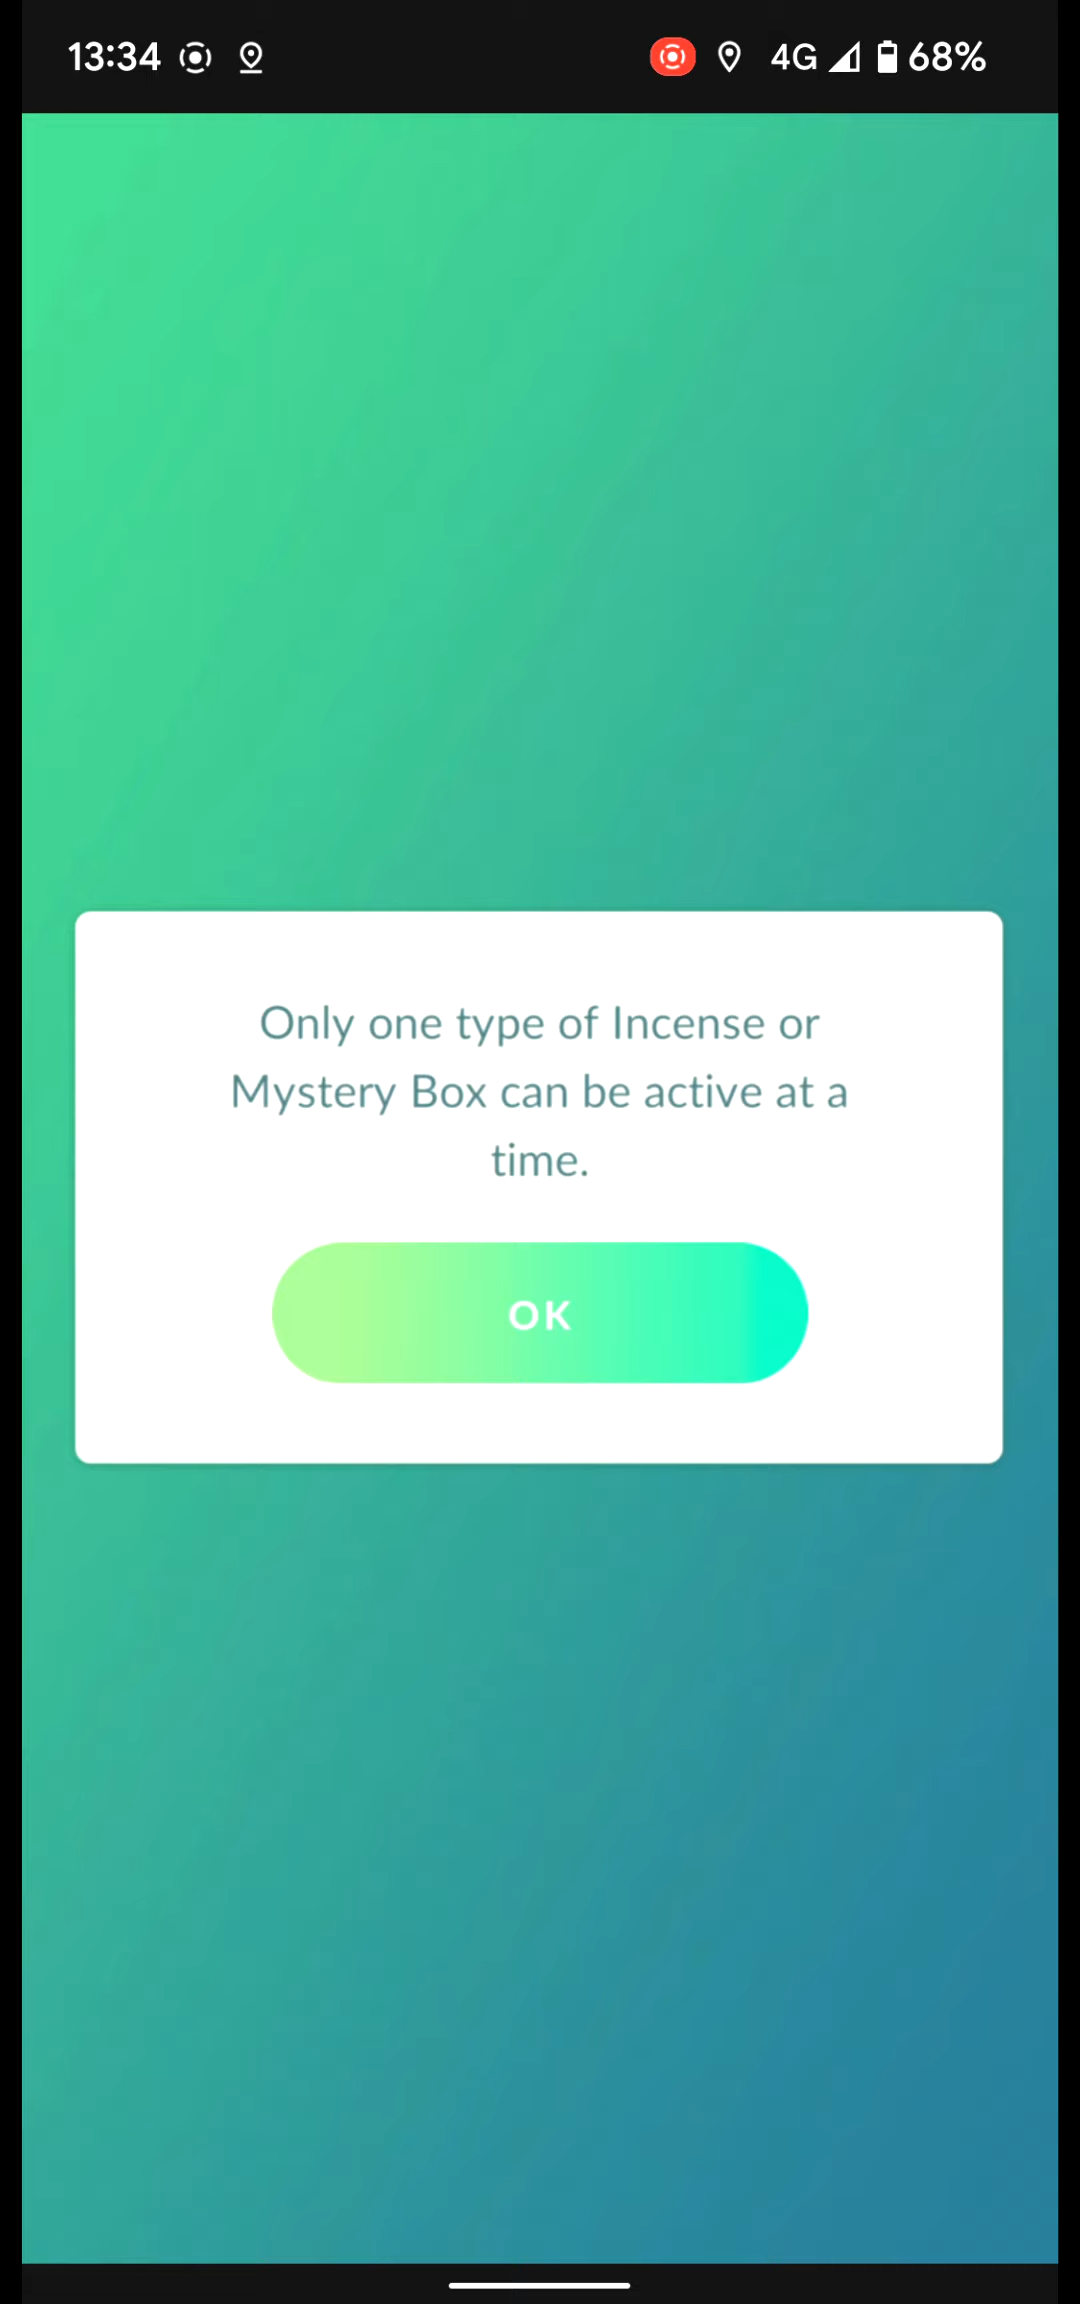 13:34 4G 68%
Only one type of Incense or
Mystery Box can be active at a
time.
OK